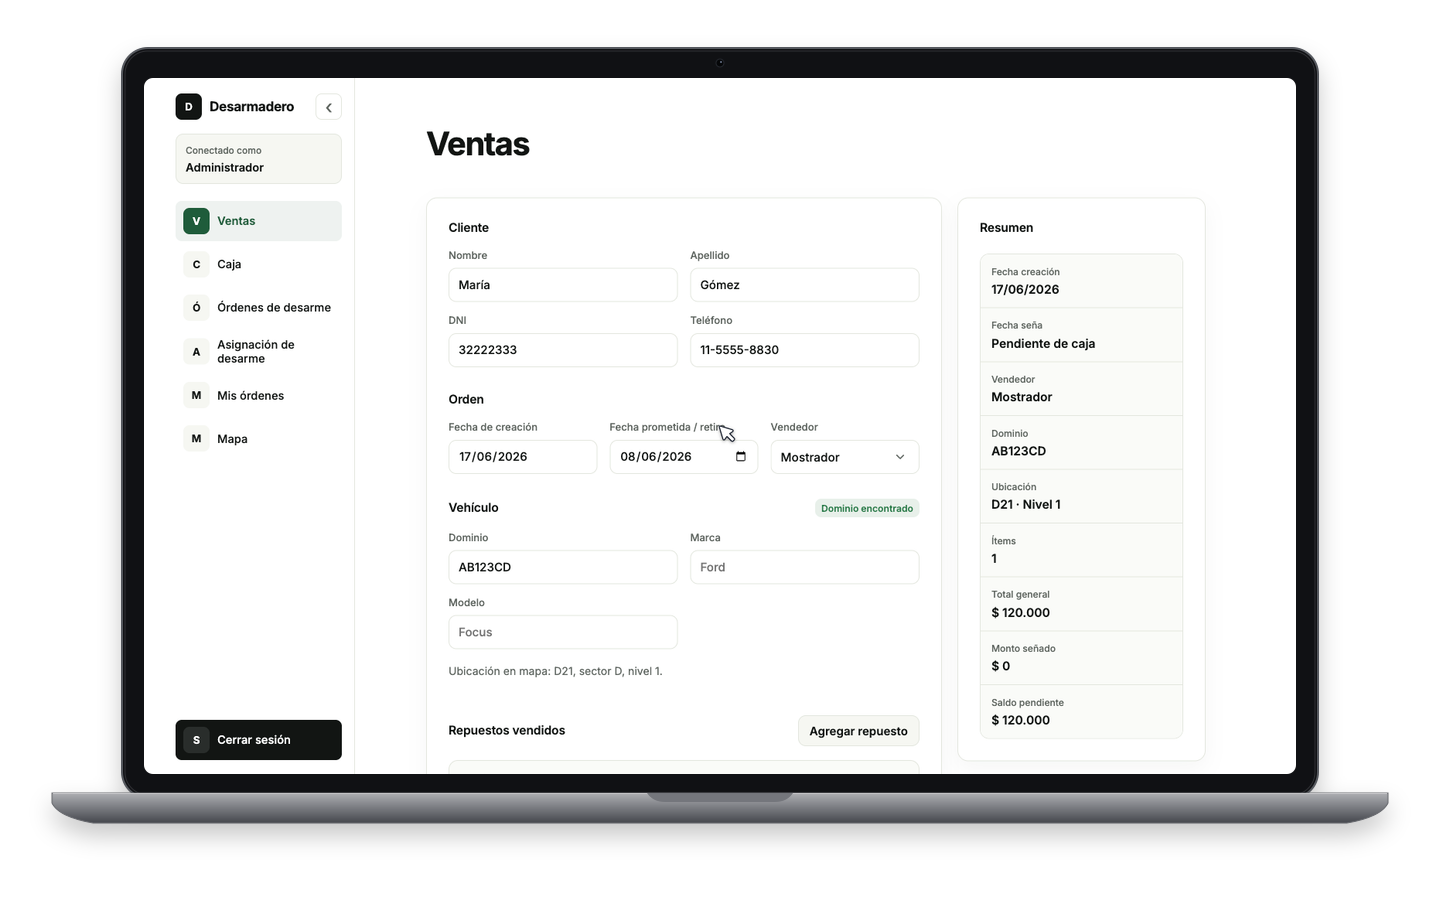 D Desarmadero
Conectado como
Administrador
V Ventas
C Caja
Ó Órdenes de desarme
A Asignación de
desarme
M Mis órdenes
M Mapa
S Cerrar sesión
Ventas
Cliente
Nombre Apellido
María Gómez
DNI Teléfono
32222333 11-5555-8830
Orden
Fecha de creación Fecha prometida / Vendedor
17/06/2026 08/06/2026 Mostrador
Vehículo Dominio encontrado
Dominio Marca
AB123CD Ford
Modelo
Focus
Ubicación en mapa: D21, sector D, nivel 1.
Repuestos vendidos Agregar repuesto
Resumen
Fecha creación
17/06/2026
Fecha seña
Pendiente de caja
Vendedor
Mostrador
Dominio
AB123CD
Ubicación
D21 · Nivel 1
Ítems
1
Total general
$ 120.000
Monto señado
$ 0
Saldo pendiente
$ 120.000